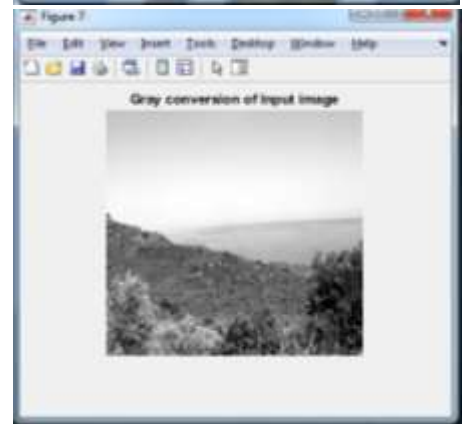 Figure 7
File Edit View Insert Tools Desktop Window Help
Gray conversion of Input Image